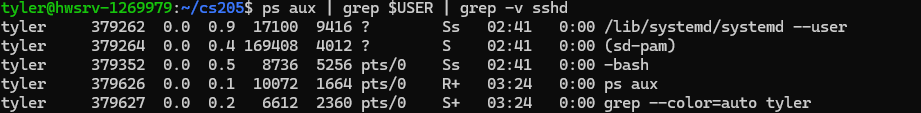 tyler@hwsrv-1269979:~/cs205$ ps aux | grep $USER | grep -v sshd
tyler     379262  0.0  0.9  17100  9416 ?        Ss   02:41   0:00 /lib/systemd/systemd --user
tyler     379264  0.0  0.4 169408  4012 ?        S    02:41   0:00 (sd-pam)
tyler     379352  0.0  0.5   8736  5256 pts/0    Ss   02:41   0:00 -bash
tyler     379626  0.0  0.1  10072  1664 pts/0    R+   03:24   0:00 ps aux
tyler     379627  0.0  0.2   6612  2360 pts/0    S+   03:24   0:00 grep --color=auto tyler